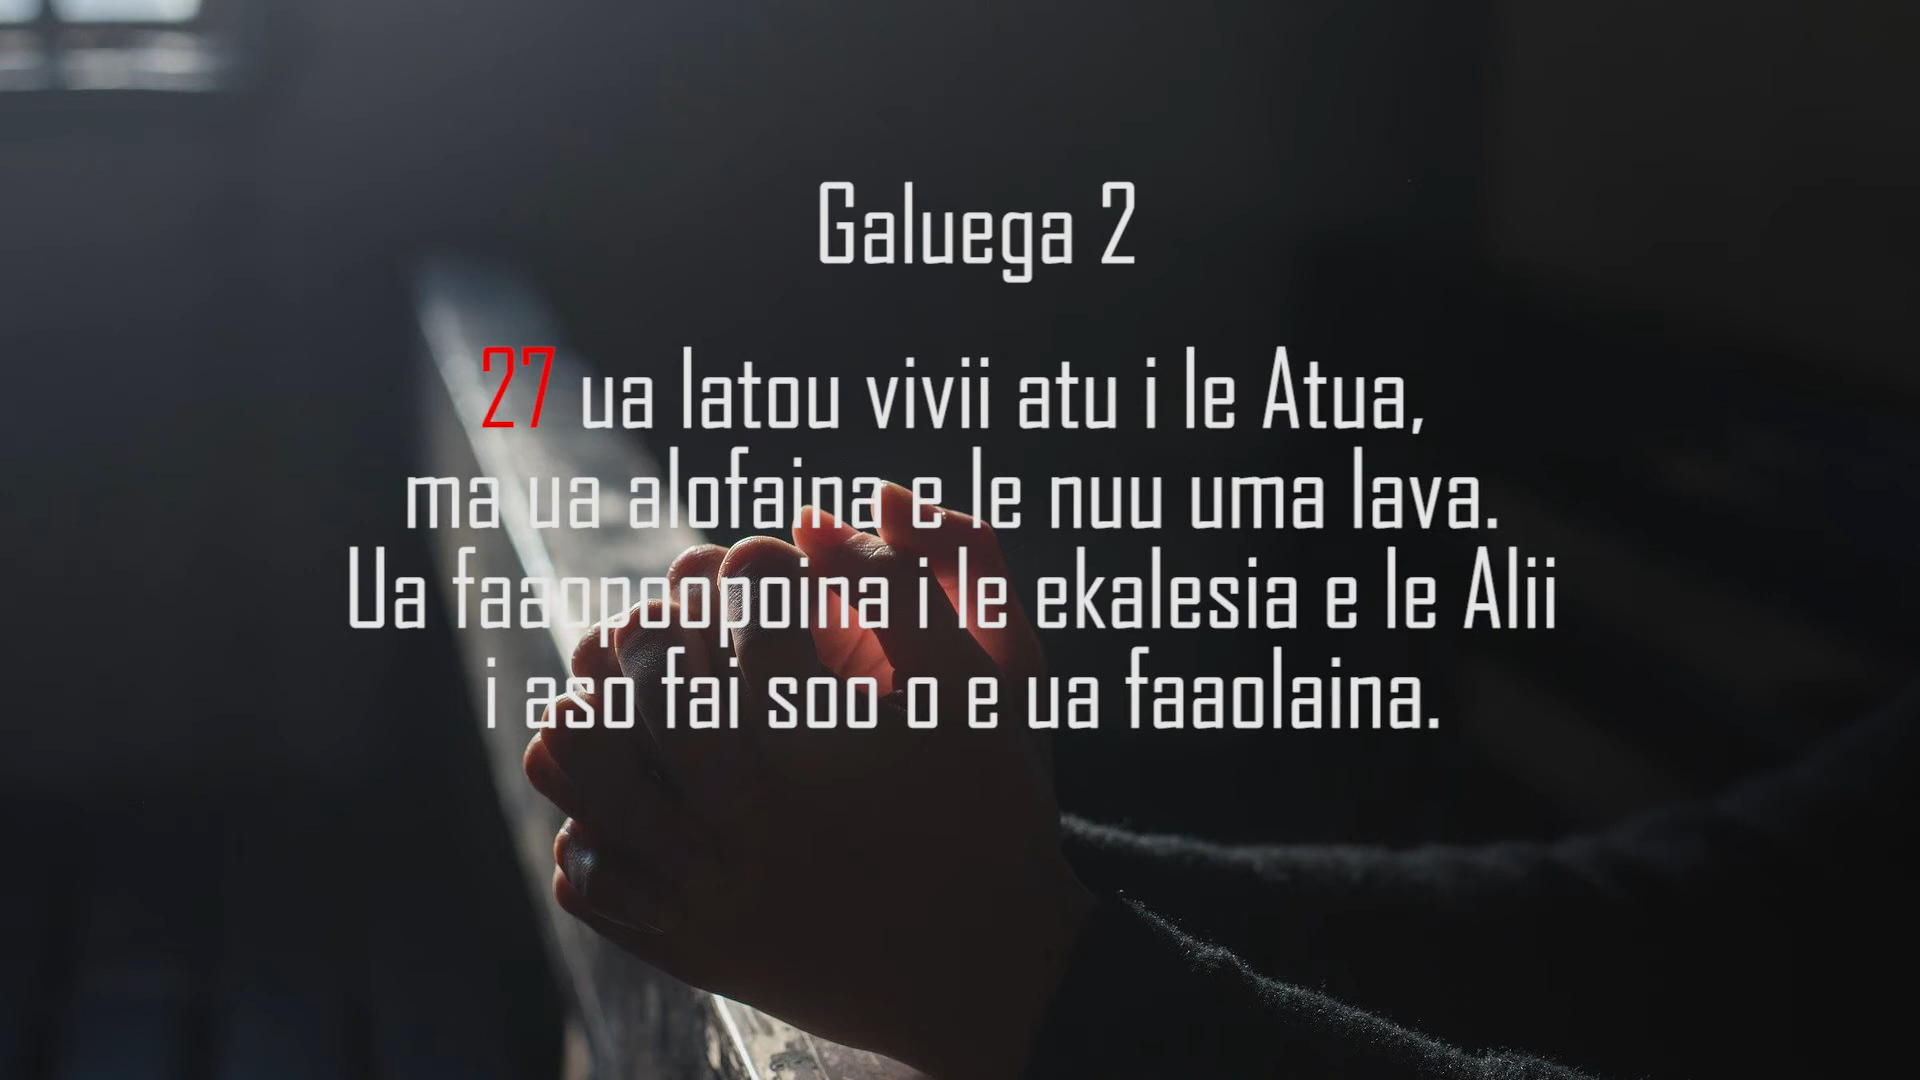 Galuega 2
27 ua latou vivii atu i le Atua,
ma ua alofaina e le nuu uma lava.
Ua faaopoopoina i le ekalesia e le Alii
i aso fai soo o e ua faaolaina.